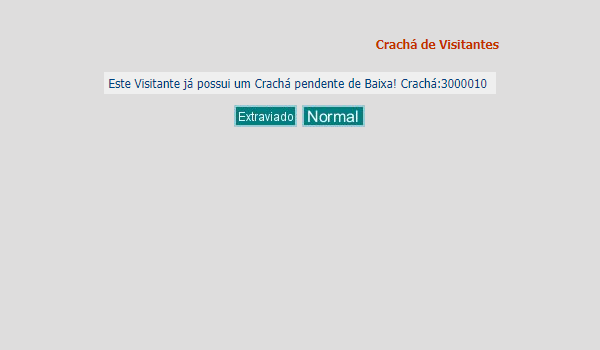 Crachá de Visitantes
Este Visitante já possui um Crachá pendente de Baixa! Crachá:3000010
Extraviado Normal